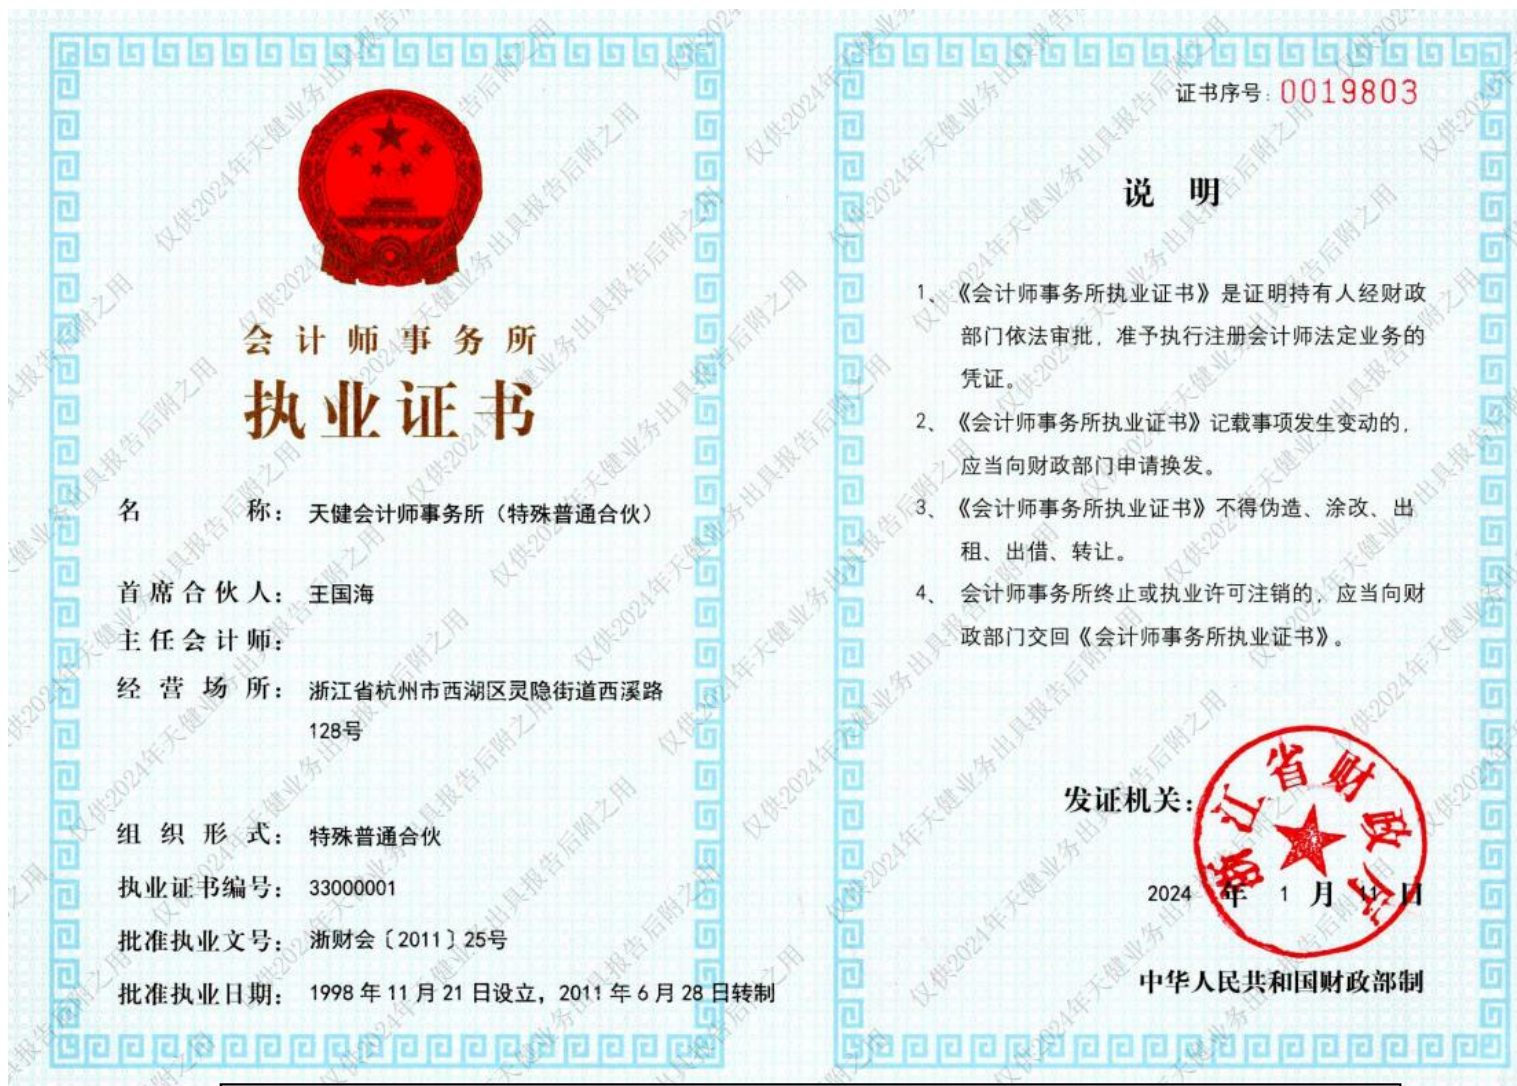 会计师事务所
执业证书
名称：天健会计师事务所（特殊普通合伙）
首席合伙人：王国海
主任会计师：
经营场所：浙江省杭州市西湖区灵隐街道西溪路
128号
组织形式：特殊普通合伙
执业证书编号：33000001
批准执业文号：浙财会〔2011〕25号
批准执业日期：1998年11月21日设立，2011年6月28日转制
证书序号：0019803
说 明
1、《会计师事务所执业证书》是证明持有人经财政
部门依法审批，准予执行注册会计师法定业务的
凭证。
2、《会计师事务所执业证书》记载事项发生变动的，
应当向财政部门申请换发。
3、《会计师事务所执业证书》不得伪造、涂改、出
租、出借、转让。
4、会计师事务所终止或执业许可注销的，应当向财
政部门交回《会计师事务所执业证书》。
发证机关：
浙江省财政厅
2024 年 1 月 11 日
中华人民共和国财政部制
仅供2024年天健业务出具报告后附之用